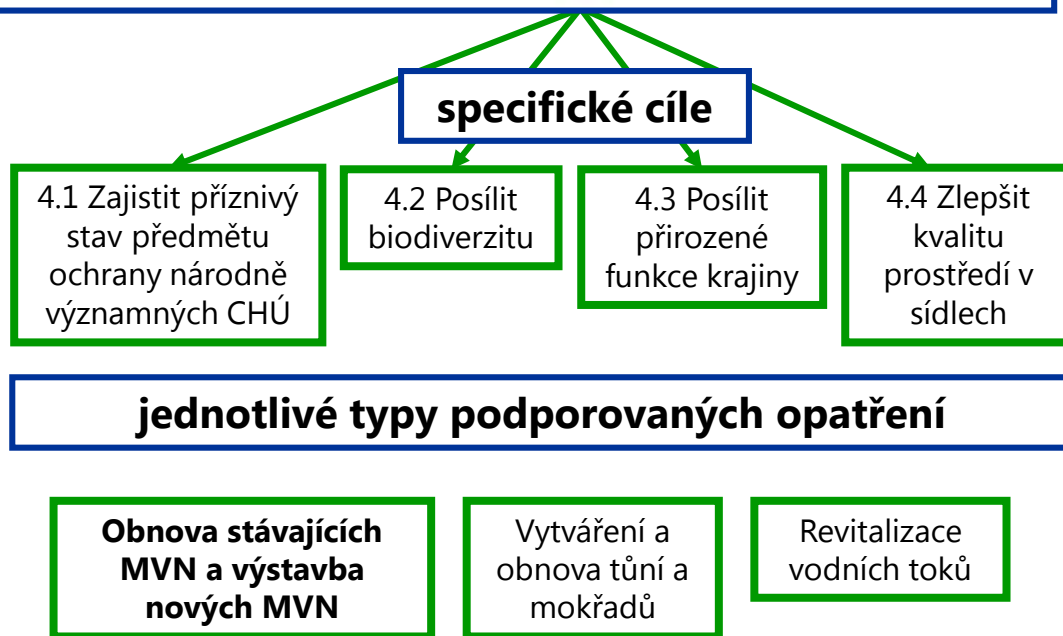 specifické cíle
4.1 Zajistit příznivý
stav předmětu
ochrany národně
významných CHÚ
4.2 Posílit
biodiverzitu
4.3 Posílit
přirozené
funkce krajiny
4.4 Zlepšit
kvalitu
prostředí v
sídlech
jednotlivé typy podporovaných opatření
Obnova stávajících
MVN a výstavba
nových MVN
Vytváření a
obnova tůní a
mokřadů
Revitalizace
vodních toků